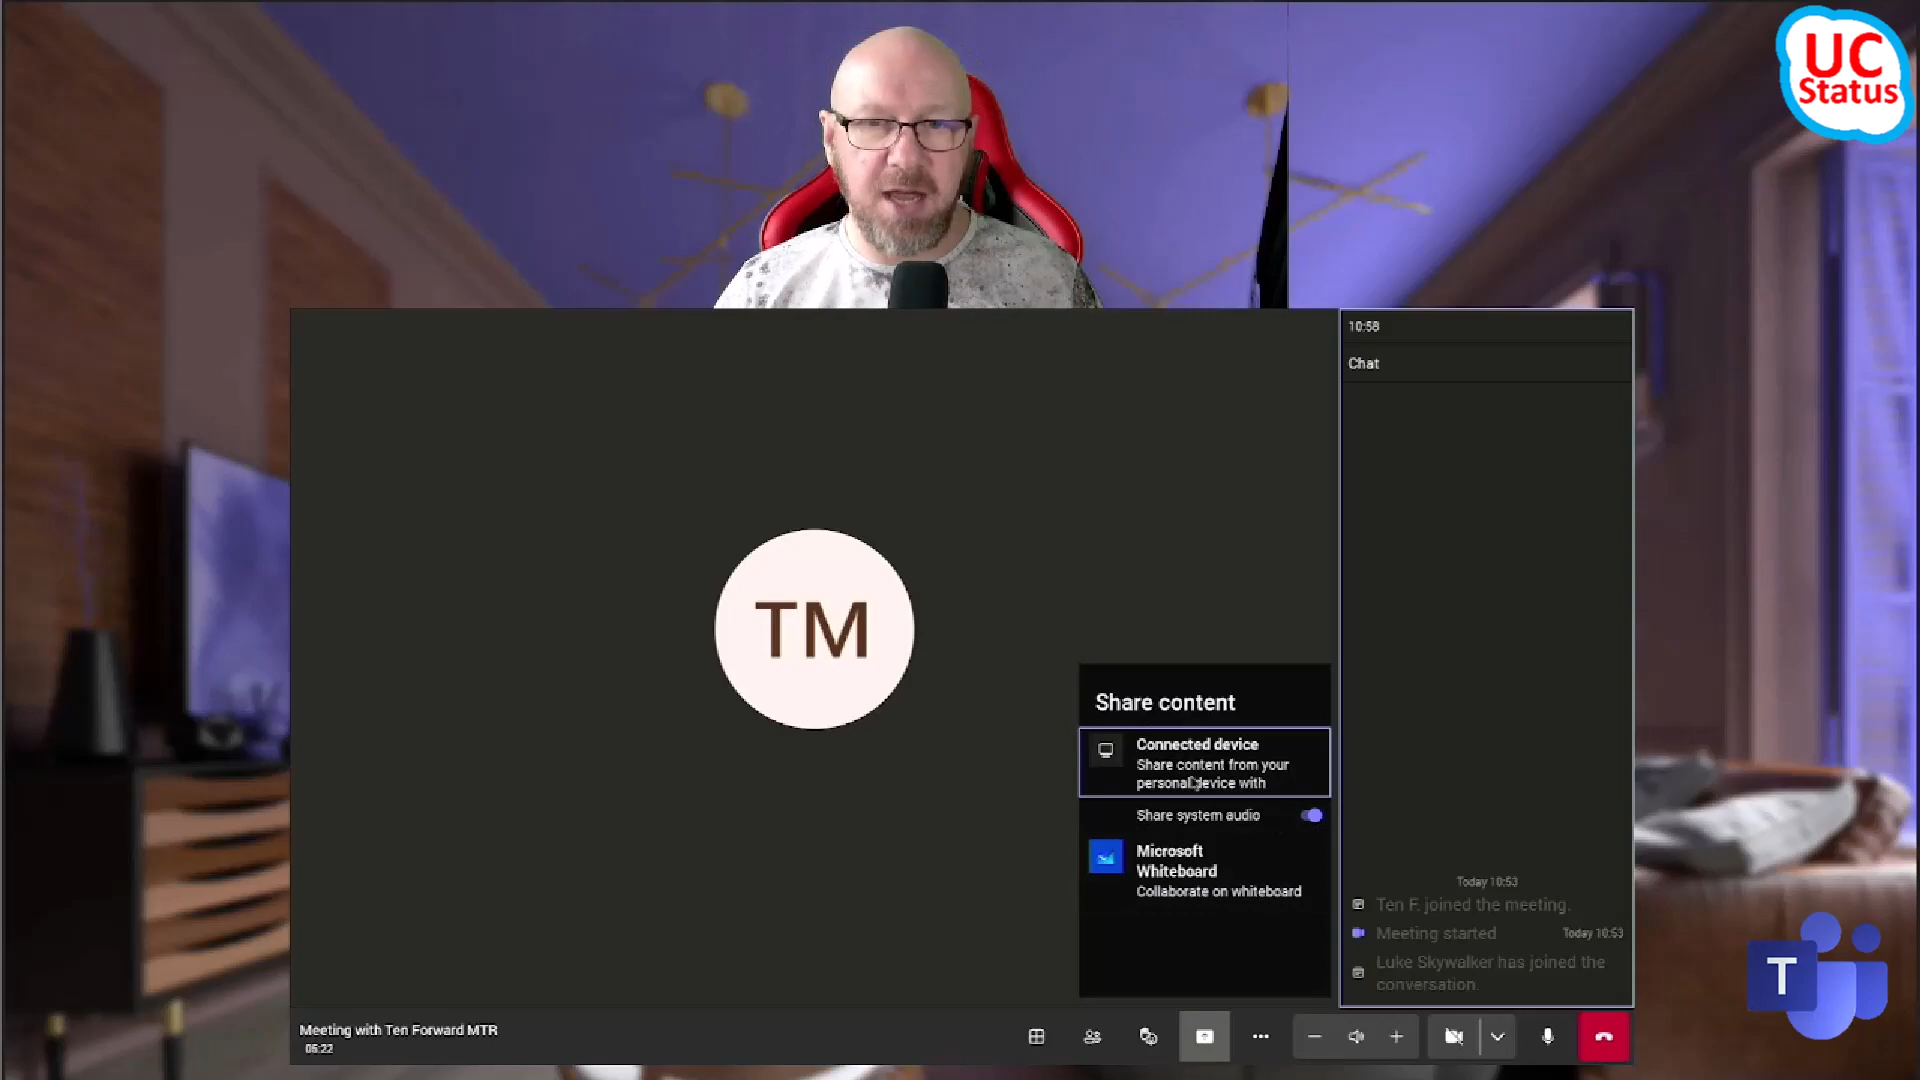 UC
Status
10:58
Chat
TM
Share content
Connected device
Share content from your
personal device with
Share system audio
Microsoft
Whiteboard
Collaborate on whiteboard
Today 10:53
Ten F. joined the meeting.
Meeting started
Today 10:53
Luke Skywalker has joined the
conversation.
Meeting with Ten Forward MTR
05:22
T